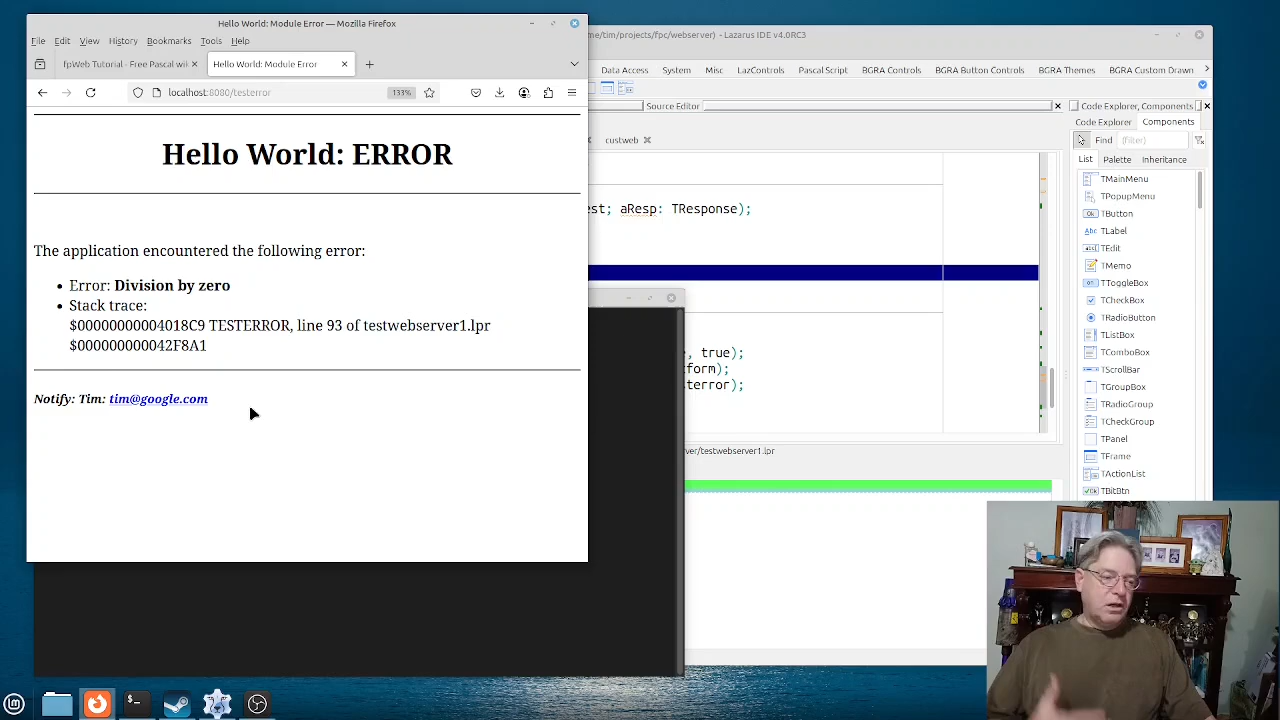 Hello World: Module Error — Mozilla Firefox
File Edit View History Bookmarks Tools Help
fpWeb Tutorial - Free Pascal wik
Hello World: Module Error
localhost:8080/testerror
133%
Hello World: ERROR
The application encountered the following error:
• Error: Division by zero
• Stack trace:
$00000000004018C9 TESTERROR, line 93 of testwebserver1.lpr
$000000000042F8A1
Notify: Tim: tim@google.com
me/tim/projects/fpc/webserver) - Lazarus IDE v4.0RC3
Data Access System Misc LazControls Pascal Script BGRA Controls BGRA Button Controls BGRA Themes BGRA Custom Drawn
Source Editor
custweb
est; aResp: TResponse);
, true);
form);
terror);
ver/testwebserver1.lpr
Code Explorer, Components
Code Explorer Components
Find (filter)
List Palette Inheritance
TMainMenu
TPopupMenu
TButton
TLabel
TEdit
TMemo
TToggleBox
TCheckBox
TRadioButton
TListBox
TComboBox
TScrollBar
TGroupBox
TRadioGroup
TCheckGroup
TPanel
TFrame
TActionList
TBitBtn